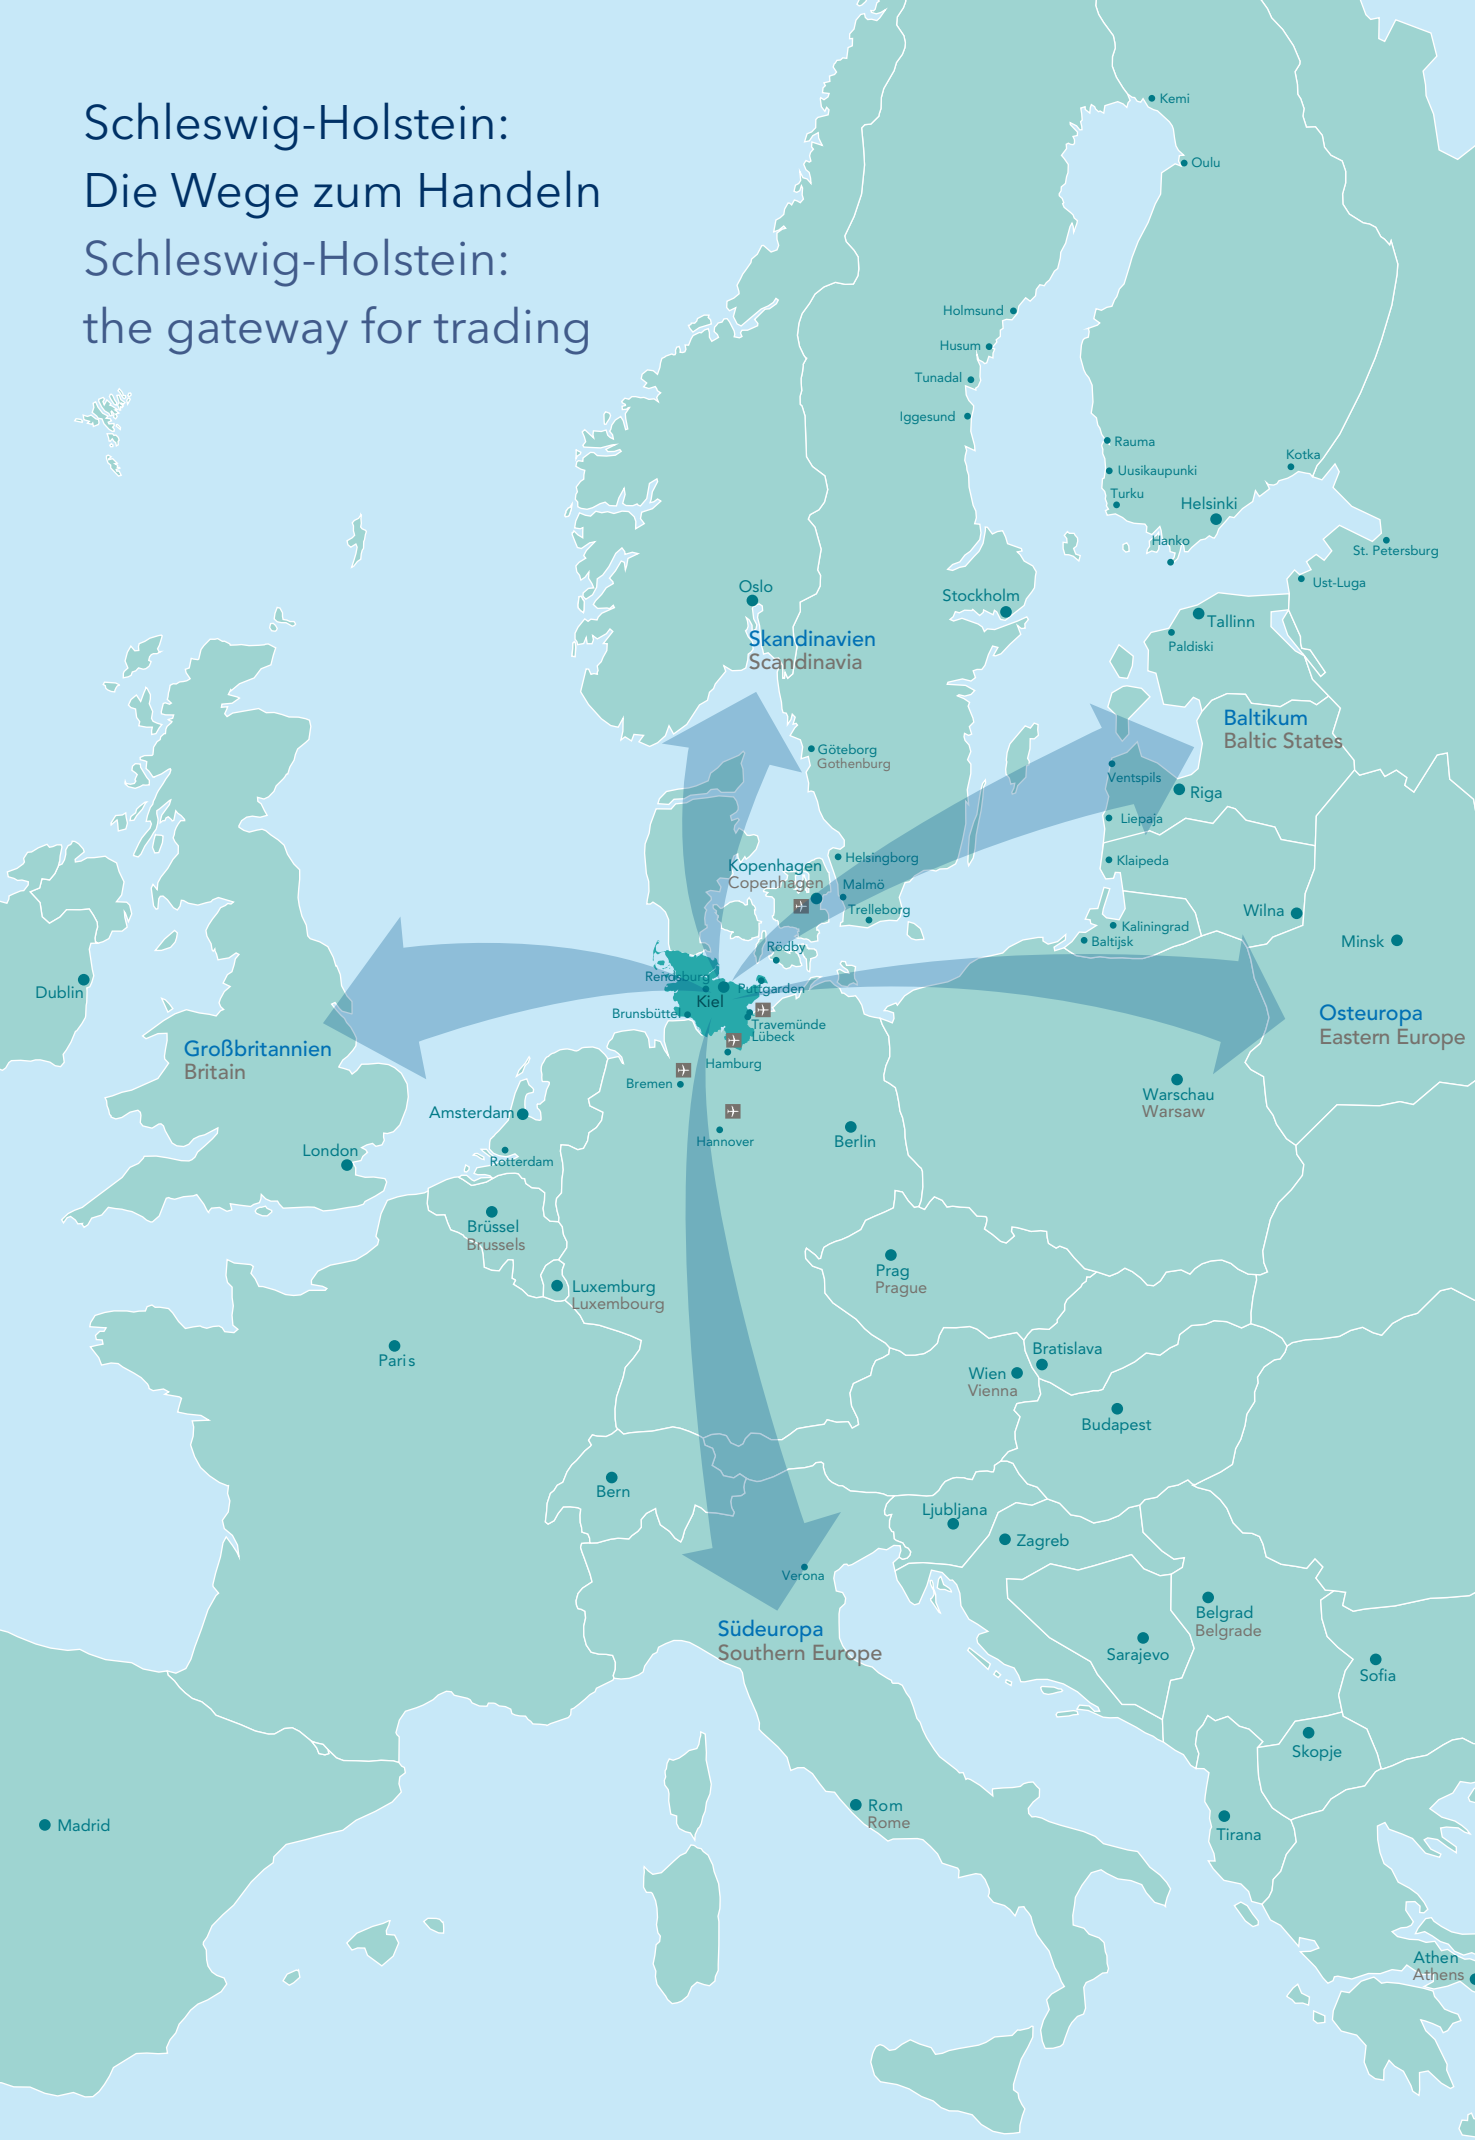 Schleswig-Holstein:
Die Wege zum Handeln
Schleswig-Holstein:
the gateway for trading
Kemi
Oulu
Holmsund
Husum
Tunadal
Iggesund
Rauma
Uusikaupunki
Turku
Kotka
Helsinki
Hanko
St. Petersburg
Ust-Luga
Oslo
Stockholm
Tallinn
Paldiski
Skandinavien
Scandinavia
Baltikum
Baltic States
Göteborg
Gothenburg
Ventspils
Riga
Liepaja
Klaipeda
Helsingborg
Kopenhagen
Copenhagen
Malmö
Trelleborg
Wilna
Kaliningrad
Baltijsk
Minsk
Rödby
Dublin
Rendsburg
Puttgarden
Kiel
Brunsbüttel
Travemünde
Lübeck
Hamburg
Osteuropa
Eastern Europe
Großbritannien
Britain
Bremen
Warschau
Warsaw
Amsterdam
Hannover
Berlin
London
Rotterdam
Brüssel
Brussels
Prag
Prague
Luxemburg
Luxembourg
Paris
Bratislava
Wien
Vienna
Budapest
Bern
Ljubljana
Zagreb
Verona
Belgrad
Belgrade
Südeuropa
Southern Europe
Sarajevo
Sofia
Skopje
Rom
Rome
Madrid
Tirana
Athen
Athens